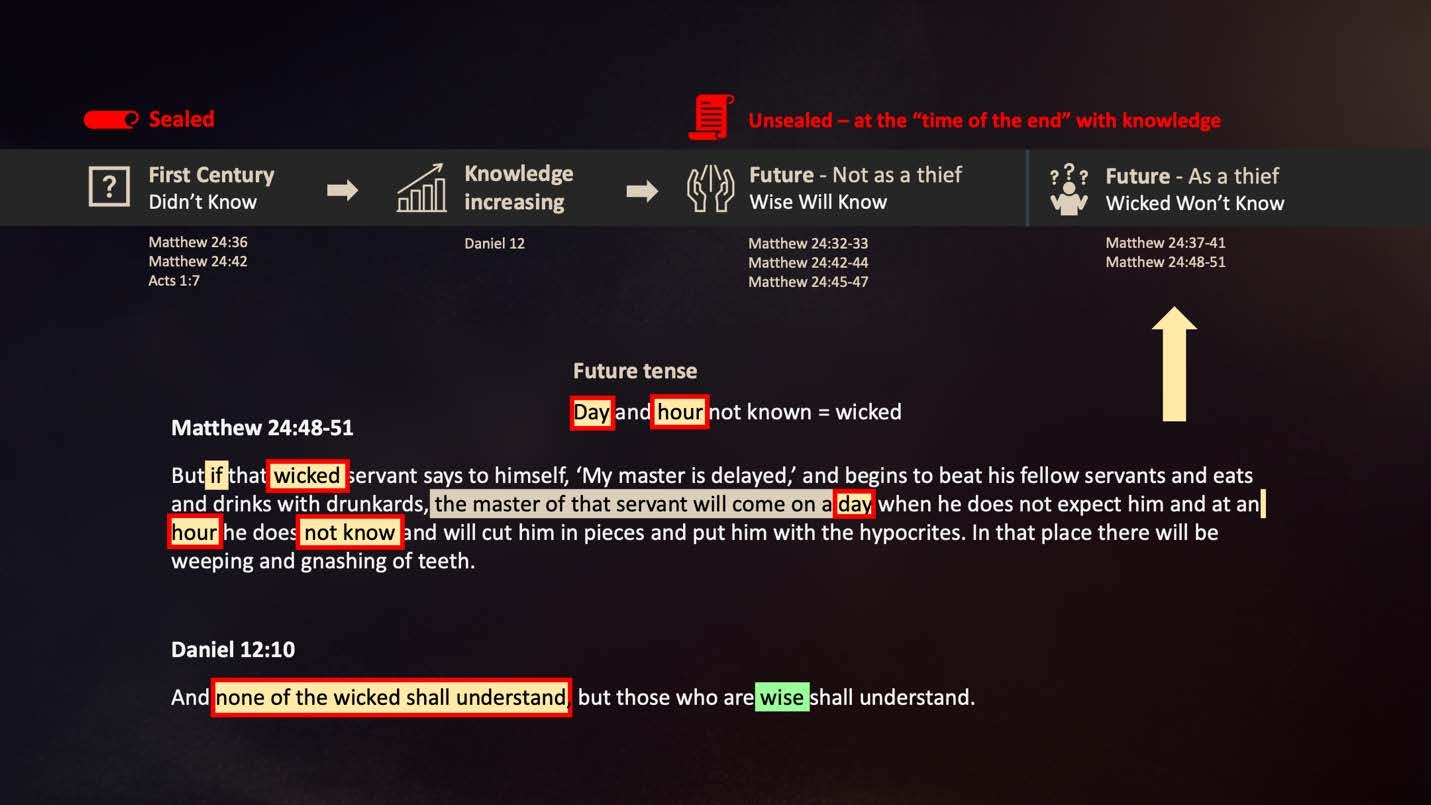 Sealed
Unsealed – at the “time of the end” with knowledge
?
First Century
Didn’t Know
Knowledge
increasing
Future - Not as a thief
Wise Will Know
? ? ?
Future - As a thief
Wicked Won’t Know
Matthew 24:36
Matthew 24:42
Acts 1:7
Daniel 12
Matthew 24:32-33
Matthew 24:42-44
Matthew 24:45-47
Matthew 24:37-41
Matthew 24:48-51
Future tense
Day and hour not known = wicked
Matthew 24:48-51
But if that wicked servant says to himself, ‘My master is delayed,’ and begins to beat his fellow servants and eats
and drinks with drunkards, the master of that servant will come on a day when he does not expect him and at an
hour he does not know and will cut him in pieces and put him with the hypocrites. In that place there will be
weeping and gnashing of teeth.
Daniel 12:10
And none of the wicked shall understand, but those who are wise shall understand.